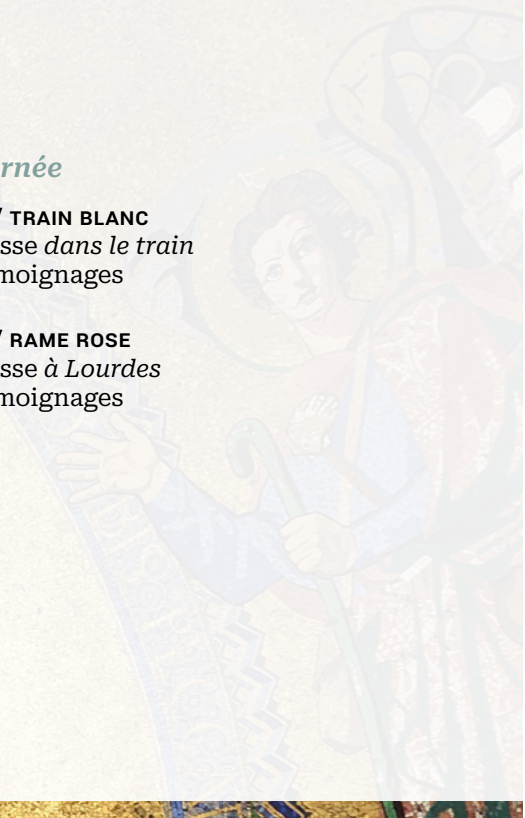 rnée
/ TRAIN BLANC
sse dans le train
moignages
/ RAME ROSE
sse à Lourdes
moignages